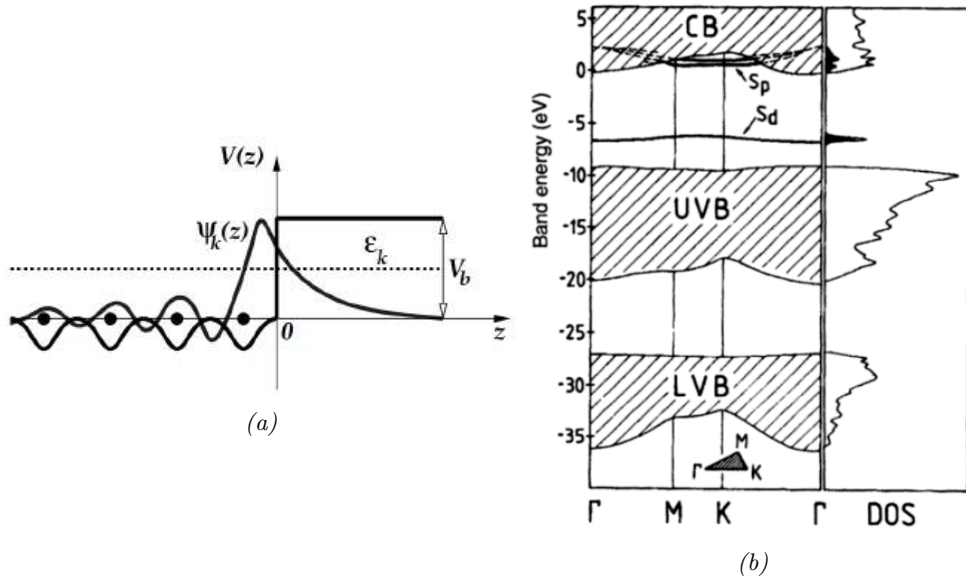 V(z)
Ψk(z)
εk
Vb
0
z
(a)
5
0
-5
-10
-15
-20
-25
-30
-35
Band energy (eV)
CB
Sp
Sd
UVB
LVB
M
Γ
K
Γ
M
K
Γ
DOS
(b)